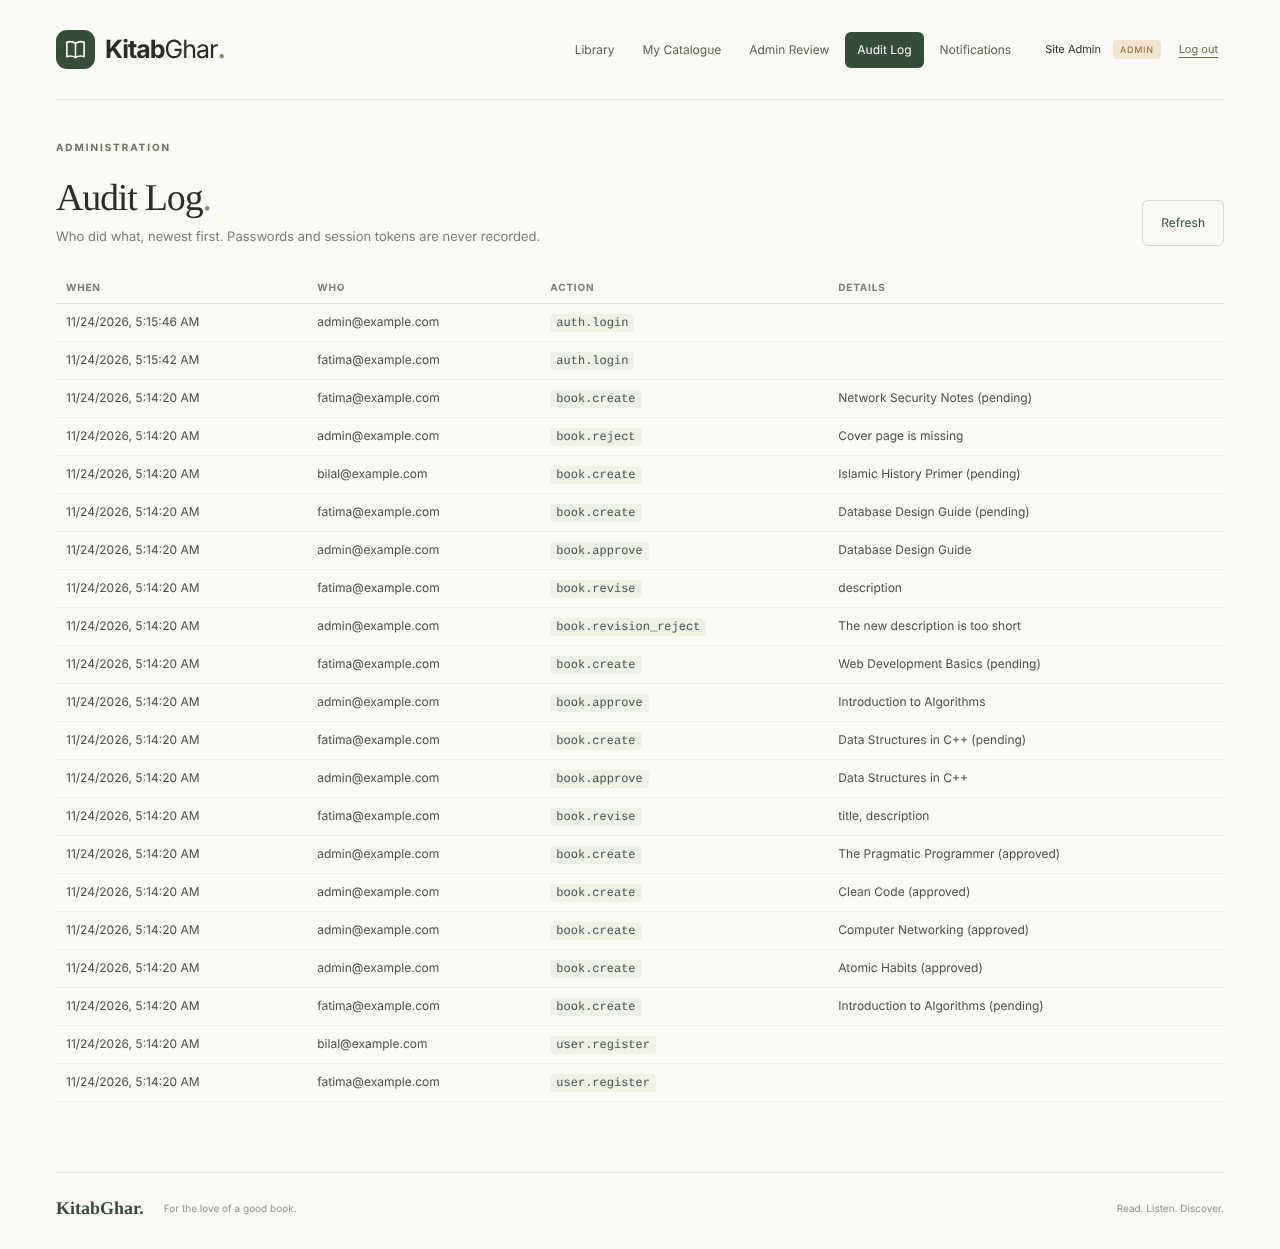 KitabGhar.
Library My Catalogue Admin Review Audit Log Notifications Site Admin ADMIN Log out
ADMINISTRATION
Audit Log.
Who did what, newest first. Passwords and session tokens are never recorded.
Refresh
WHEN WHO ACTION DETAILS
11/24/2026, 5:15:46 AM admin@example.com auth.login
11/24/2026, 5:15:42 AM fatima@example.com auth.login
11/24/2026, 5:14:20 AM fatima@example.com book.create Network Security Notes (pending)
11/24/2026, 5:14:20 AM admin@example.com book.reject Cover page is missing
11/24/2026, 5:14:20 AM bilal@example.com book.create Islamic History Primer (pending)
11/24/2026, 5:14:20 AM fatima@example.com book.create Database Design Guide (pending)
11/24/2026, 5:14:20 AM admin@example.com book.approve Database Design Guide
11/24/2026, 5:14:20 AM fatima@example.com book.revise description
11/24/2026, 5:14:20 AM admin@example.com book.revision_reject The new description is too short
11/24/2026, 5:14:20 AM fatima@example.com book.create Web Development Basics (pending)
11/24/2026, 5:14:20 AM admin@example.com book.approve Introduction to Algorithms
11/24/2026, 5:14:20 AM fatima@example.com book.create Data Structures in C++ (pending)
11/24/2026, 5:14:20 AM admin@example.com book.approve Data Structures in C++
11/24/2026, 5:14:20 AM fatima@example.com book.revise title, description
11/24/2026, 5:14:20 AM admin@example.com book.create The Pragmatic Programmer (approved)
11/24/2026, 5:14:20 AM admin@example.com book.create Clean Code (approved)
11/24/2026, 5:14:20 AM admin@example.com book.create Computer Networking (approved)
11/24/2026, 5:14:20 AM admin@example.com book.create Atomic Habits (approved)
11/24/2026, 5:14:20 AM fatima@example.com book.create Introduction to Algorithms (pending)
11/24/2026, 5:14:20 AM bilal@example.com user.register
11/24/2026, 5:14:20 AM fatima@example.com user.register
KitabGhar. For the love of a good book. Read. Listen. Discover.